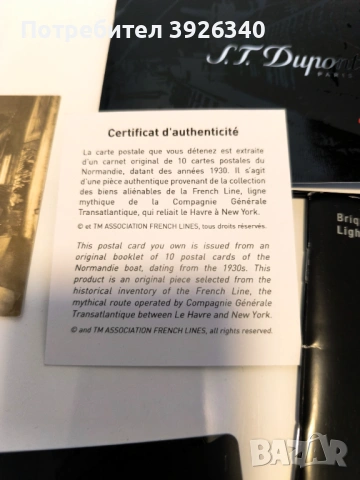 Потребител 3926340
S.T. Dupont
PARIS
Certificat d'authenticité
La carte postale que vous détenez est extraite
d'un carnet original de 10 cartes postales du
Normandie, datant des années 1930. Il s'agit
d'une pièce authentique provenant de la collection
des biens aliénables de la French Line, ligne
mythique de la Compagnie Générale
Transatlantique, qui reliait le Havre à New York.
© et TM ASSOCIATION FRENCH LINES, tous droits réservés.
This postal card you own is issued from an
original booklet of 10 postal cards of the
Normandie boat, dating from the 1930s. This
product is an original piece selected from the
historical inventory of the French Line, the
mythical route operated by Compagnie Générale
Transatlantique between Le Havre and New York.
© and TM ASSOCIATION FRENCH LINES, all rights reserved.
Briq
Ligh
BAZAR
bg